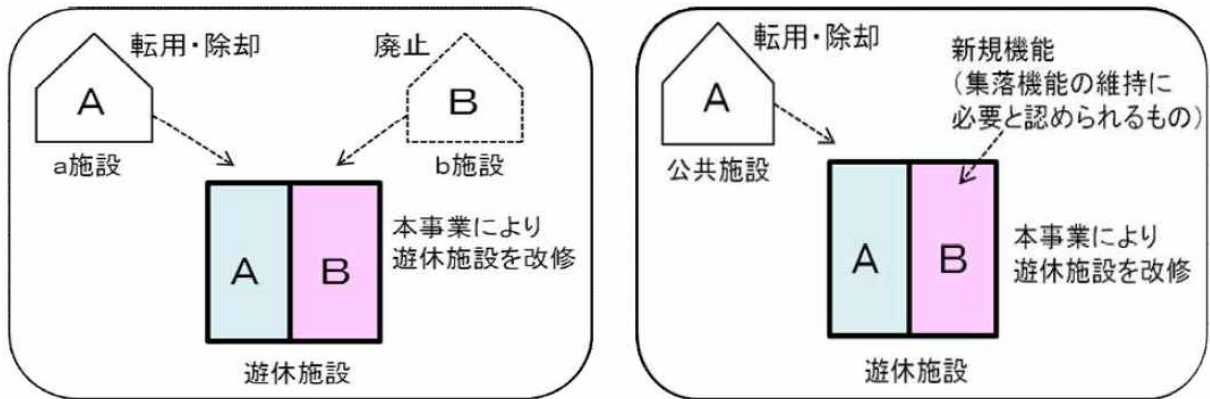 転用・除却
廃止
A
B
a施設
b施設
A
B
本事業により
遊休施設を改修
遊休施設
転用・除却
新規機能
（集落機能の維持に
必要と認められるもの）
A
公共施設
A
B
本事業により
遊休施設を改修
遊休施設